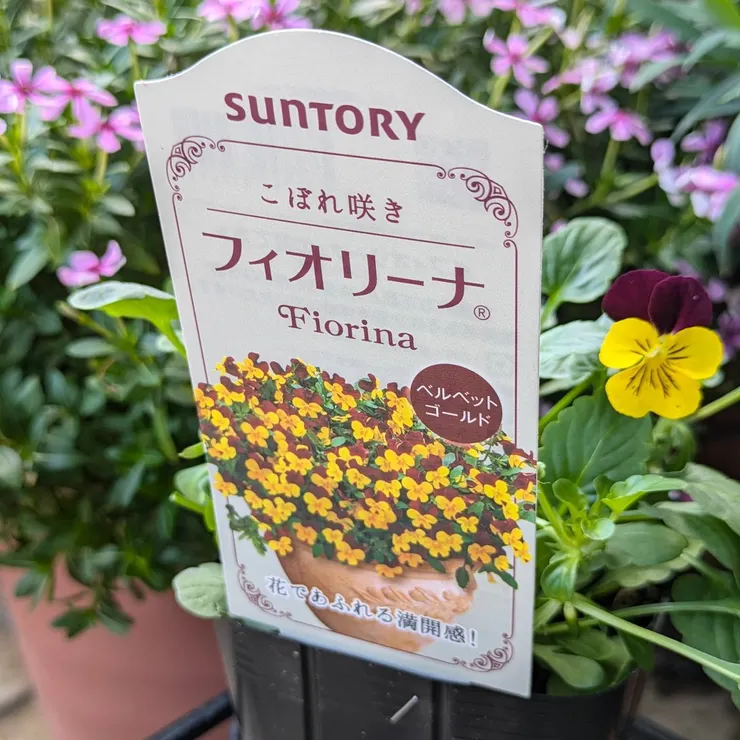 SUNTORY
こぼれ咲き
フィオリーナ®
Fiorina
ベルベット
ゴールド
花であふれる満開感!